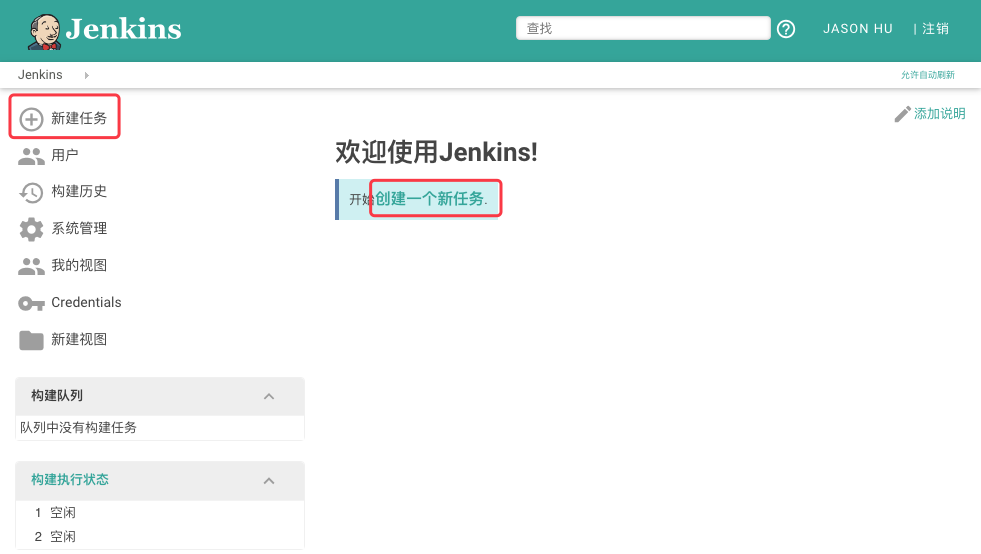 Jenkins
查找
JASON HU
| 注销
Jenkins
允许自动刷新
新建任务
用户
构建历史
系统管理
我的视图
Credentials
新建视图
添加说明
欢迎使用Jenkins!
开始创建一个新任务.
构建队列
队列中没有构建任务
构建执行状态
1 空闲
2 空闲